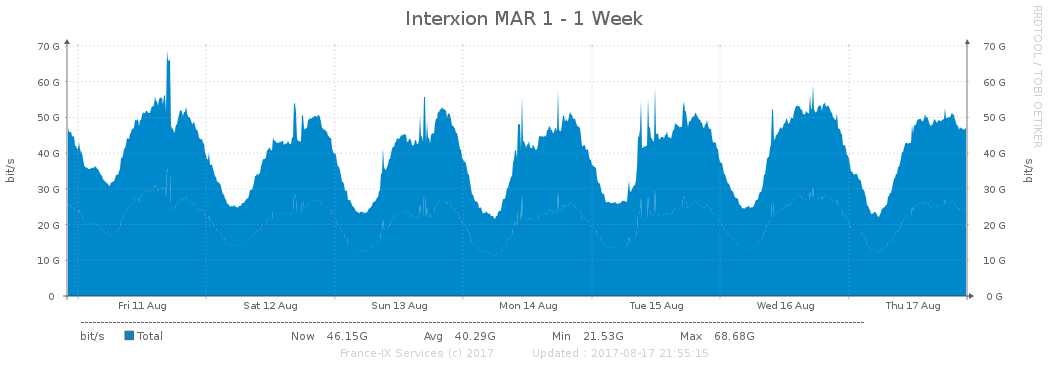 Interxion MAR 1 - 1 Week
RRDTOOL / TOBI OETIKER
bit/s
70 G 70 G
60 G 60 G
50 G 50 G
40 G 40 G
30 G 30 G
20 G 20 G
10 G 10 G
0 0 G
bit/s
Fri 11 Aug Sat 12 Aug Sun 13 Aug Mon 14 Aug Tue 15 Aug Wed 16 Aug Thu 17 Aug
bit/s Total Now 46.15G Avg 40.29G Min 21.53G Max 68.68G
France-IX Services (c) 2017 Updated : 2017-08-17 21:55:15